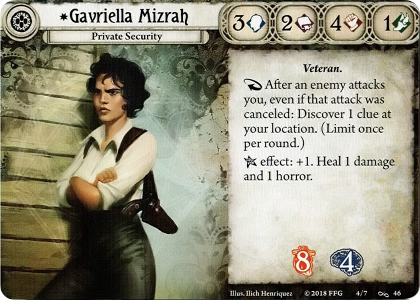 *Gavriella Mizrah
Private Security
3 2 4 1
Veteran.
After an enemy attacks
you, even if that attack was
canceled: Discover 1 clue at
your location. (Limit once
per round.)
effect: +1. Heal 1 damage
and 1 horror.
8 4
Illus. Ilich Henriquez © 2018 FFG 4/7 46